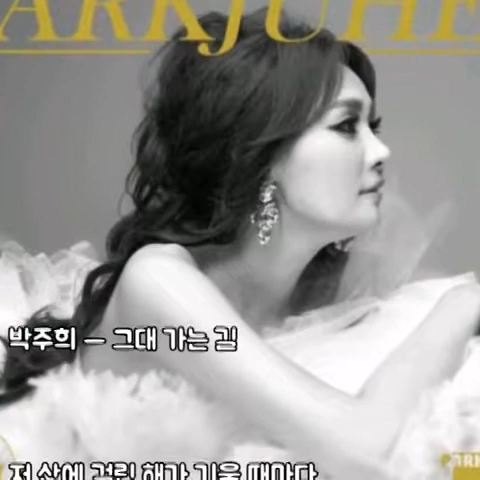 ARKJUHE
박주희 – 그대 가는 길
저 산에 걸린 해가 기울 때마다